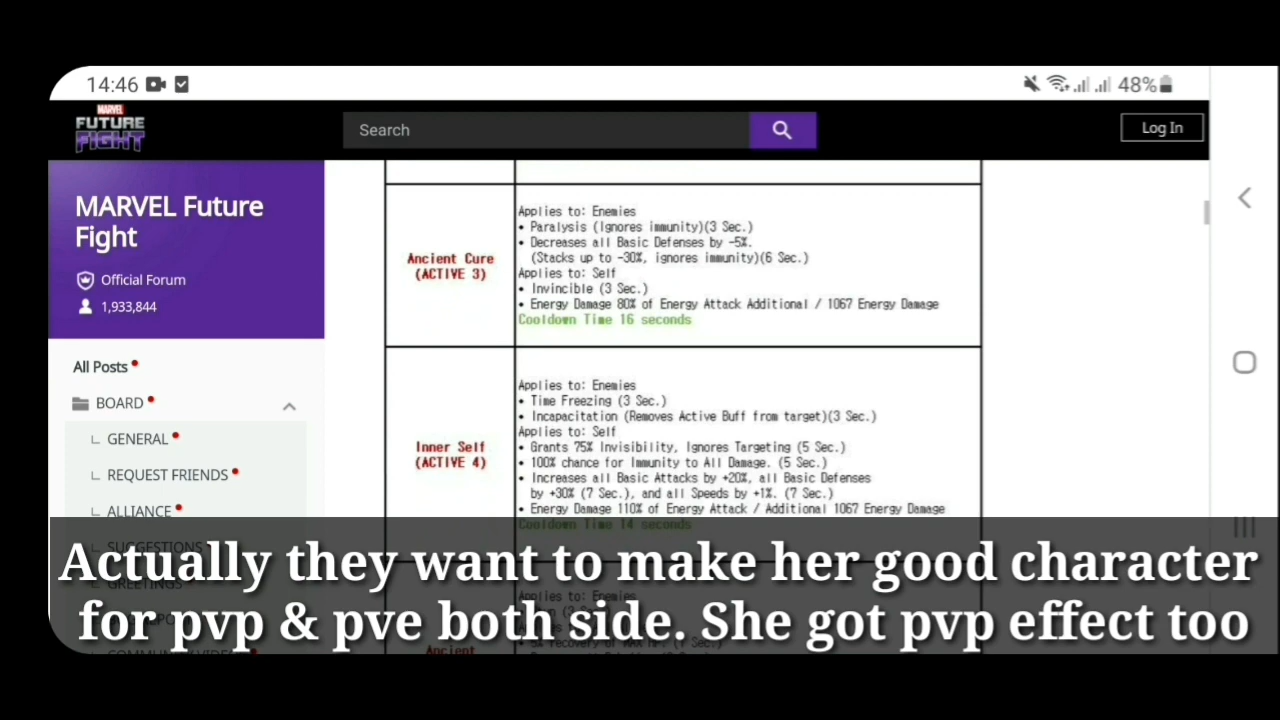 14:46
48%
MARVEL
FUTURE
FIGHT
Search
Log In
MARVEL Future
Fight
Official Forum
1,933,844
All Posts
BOARD
GENERAL
REQUEST FRIENDS
ALLIANCE
SUGGESTIONS
GREETINGS
Ancient Cure
(ACTIVE 3)
Applies to: Enemies
• Paralysis (Ignores immunity)(3 Sec.)
• Decreases all Basic Defenses by -5%.
(Stacks up to -30%, ignores immunity)(6 Sec.)
Applies to: Self
• Invincible (3 Sec.)
• Energy Damage 80% of Energy Attack Additional / 1067 Energy Damage
Cooldown Time 16 seconds
Inner Self
(ACTIVE 4)
Applies to: Enemies
• Time Freezing (3 Sec.)
• Incapacitation (Removes Active Buff from target)(3 Sec.)
Applies to: Self
• Grants 75% Invisibility, Ignores Targeting (5 Sec.)
• 100% chance for Immunity to All Damage. (5 Sec.)
• Increases all Basic Attacks by +20%, all Basic Defenses
by +30% (7 Sec.), and all Speeds by +1%. (7 Sec.)
• Energy Damage 110% of Energy Attack / Additional 1067 Energy Damage
Cooldown Time 14 seconds
Applies to: Enemies
Ancient
Actually they want to make her good character
for pvp & pve both side. She got pvp effect too